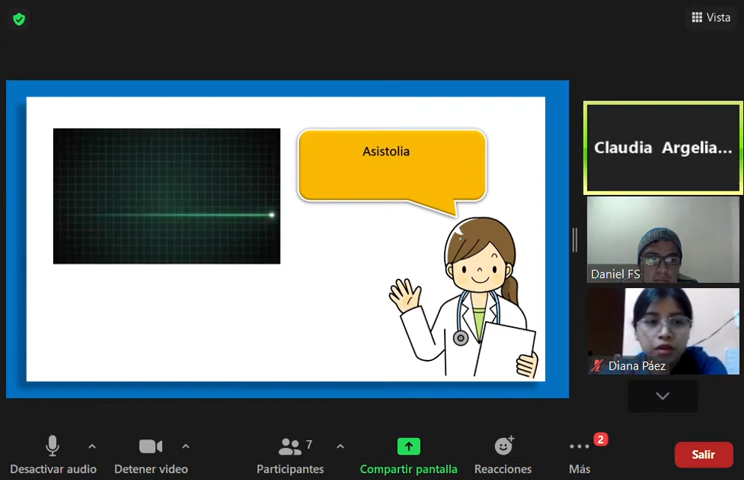 Vista
Asistolia
Claudia Argelia...
Daniel FS
Diana Páez
Desactivar audio
Detener video
Participantes
7
Compartir pantalla
Reacciones
Más
2
Salir